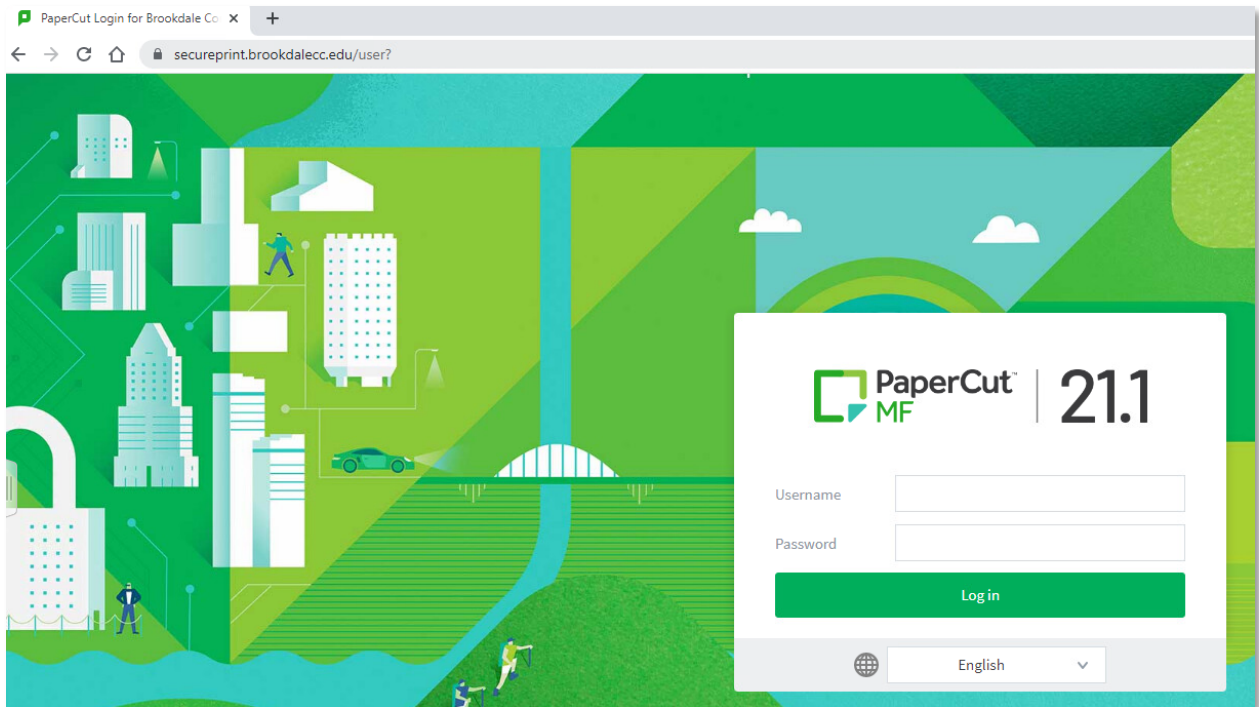 PaperCut Login for Brookdale Co
secureprint.brookdalecc.edu/user?
PaperCut™ | 21.1
MF
Username
Password
Log in
English